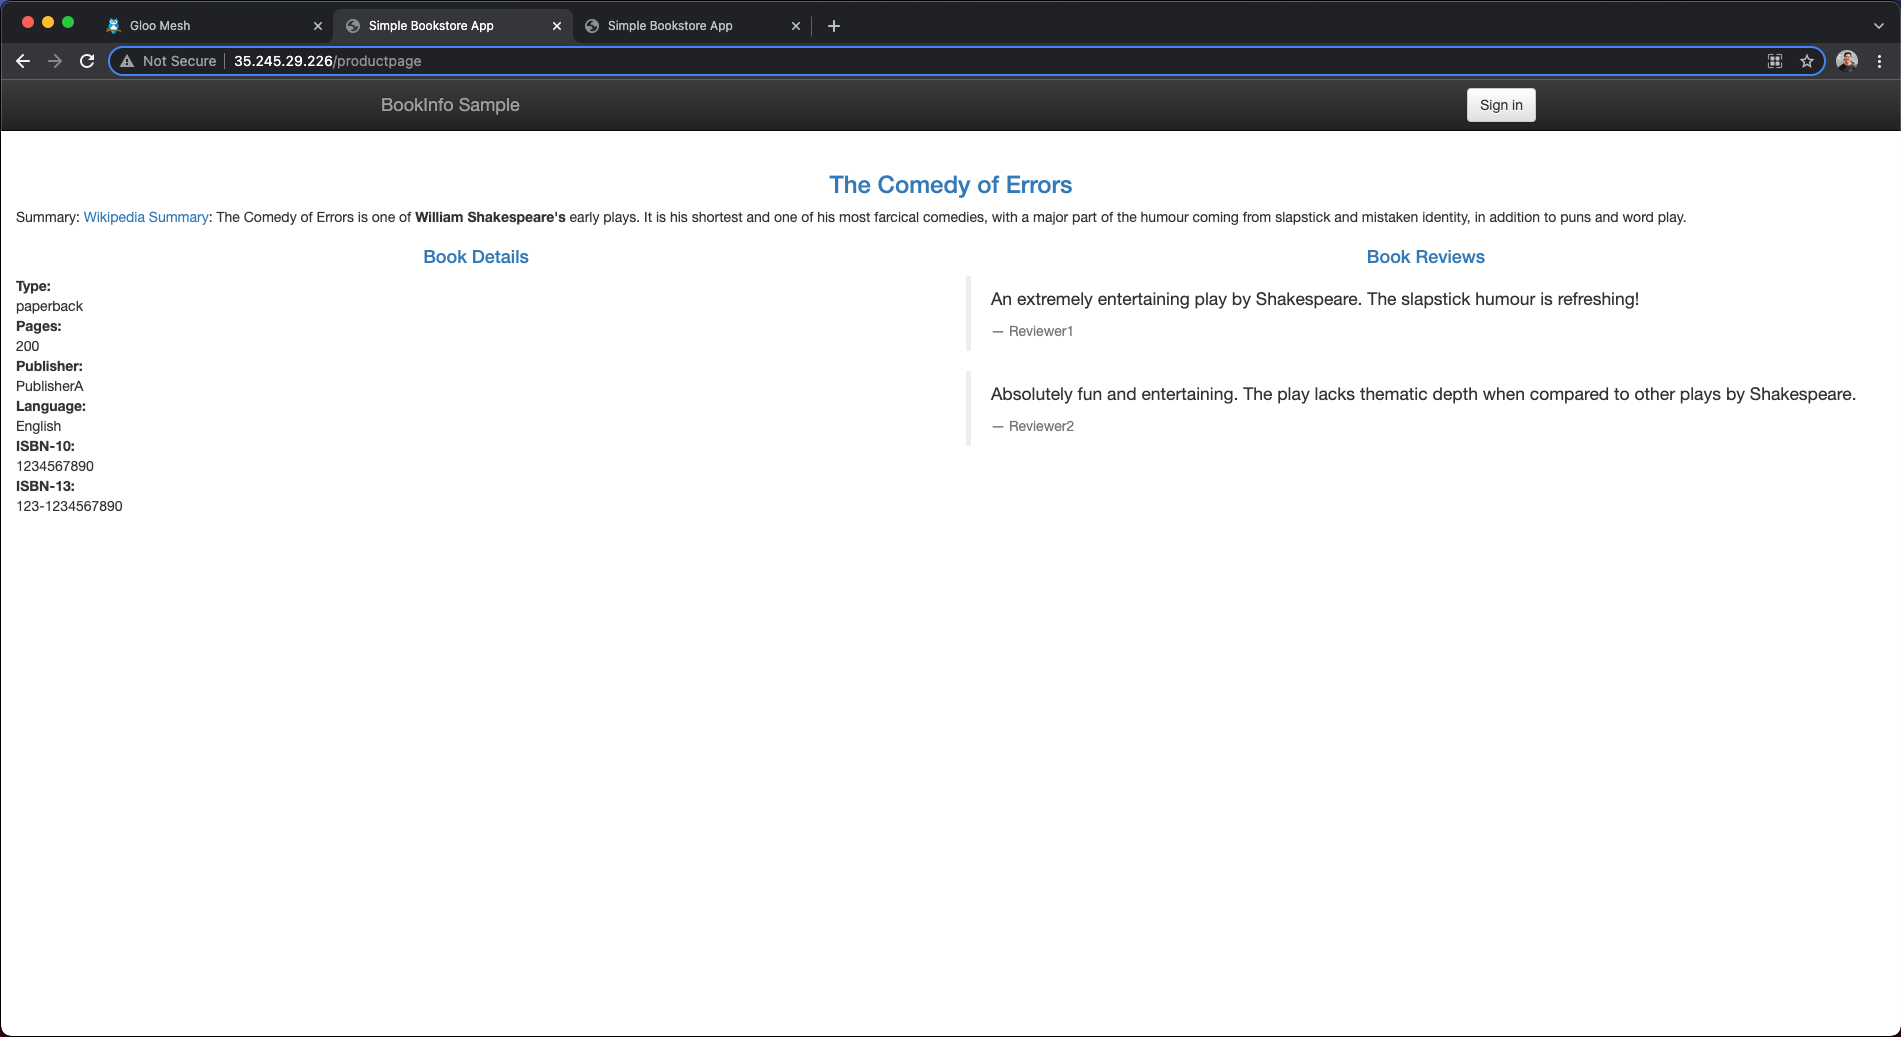 Gloo Mesh
Simple Bookstore App
Simple Bookstore App
Not Secure 35.245.29.226/productpage
BookInfo Sample
Sign in
The Comedy of Errors
Summary: Wikipedia Summary: The Comedy of Errors is one of William Shakespeare's early plays. It is his shortest and one of his most farcical comedies, with a major part of the humour coming from slapstick and mistaken identity, in addition to puns and word play.
Book Details
Type:
paperback
Pages:
200
Publisher:
PublisherA
Language:
English
ISBN-10:
1234567890
ISBN-13:
123-1234567890
Book Reviews
An extremely entertaining play by Shakespeare. The slapstick humour is refreshing!
— Reviewer1
Absolutely fun and entertaining. The play lacks thematic depth when compared to other plays by Shakespeare.
— Reviewer2